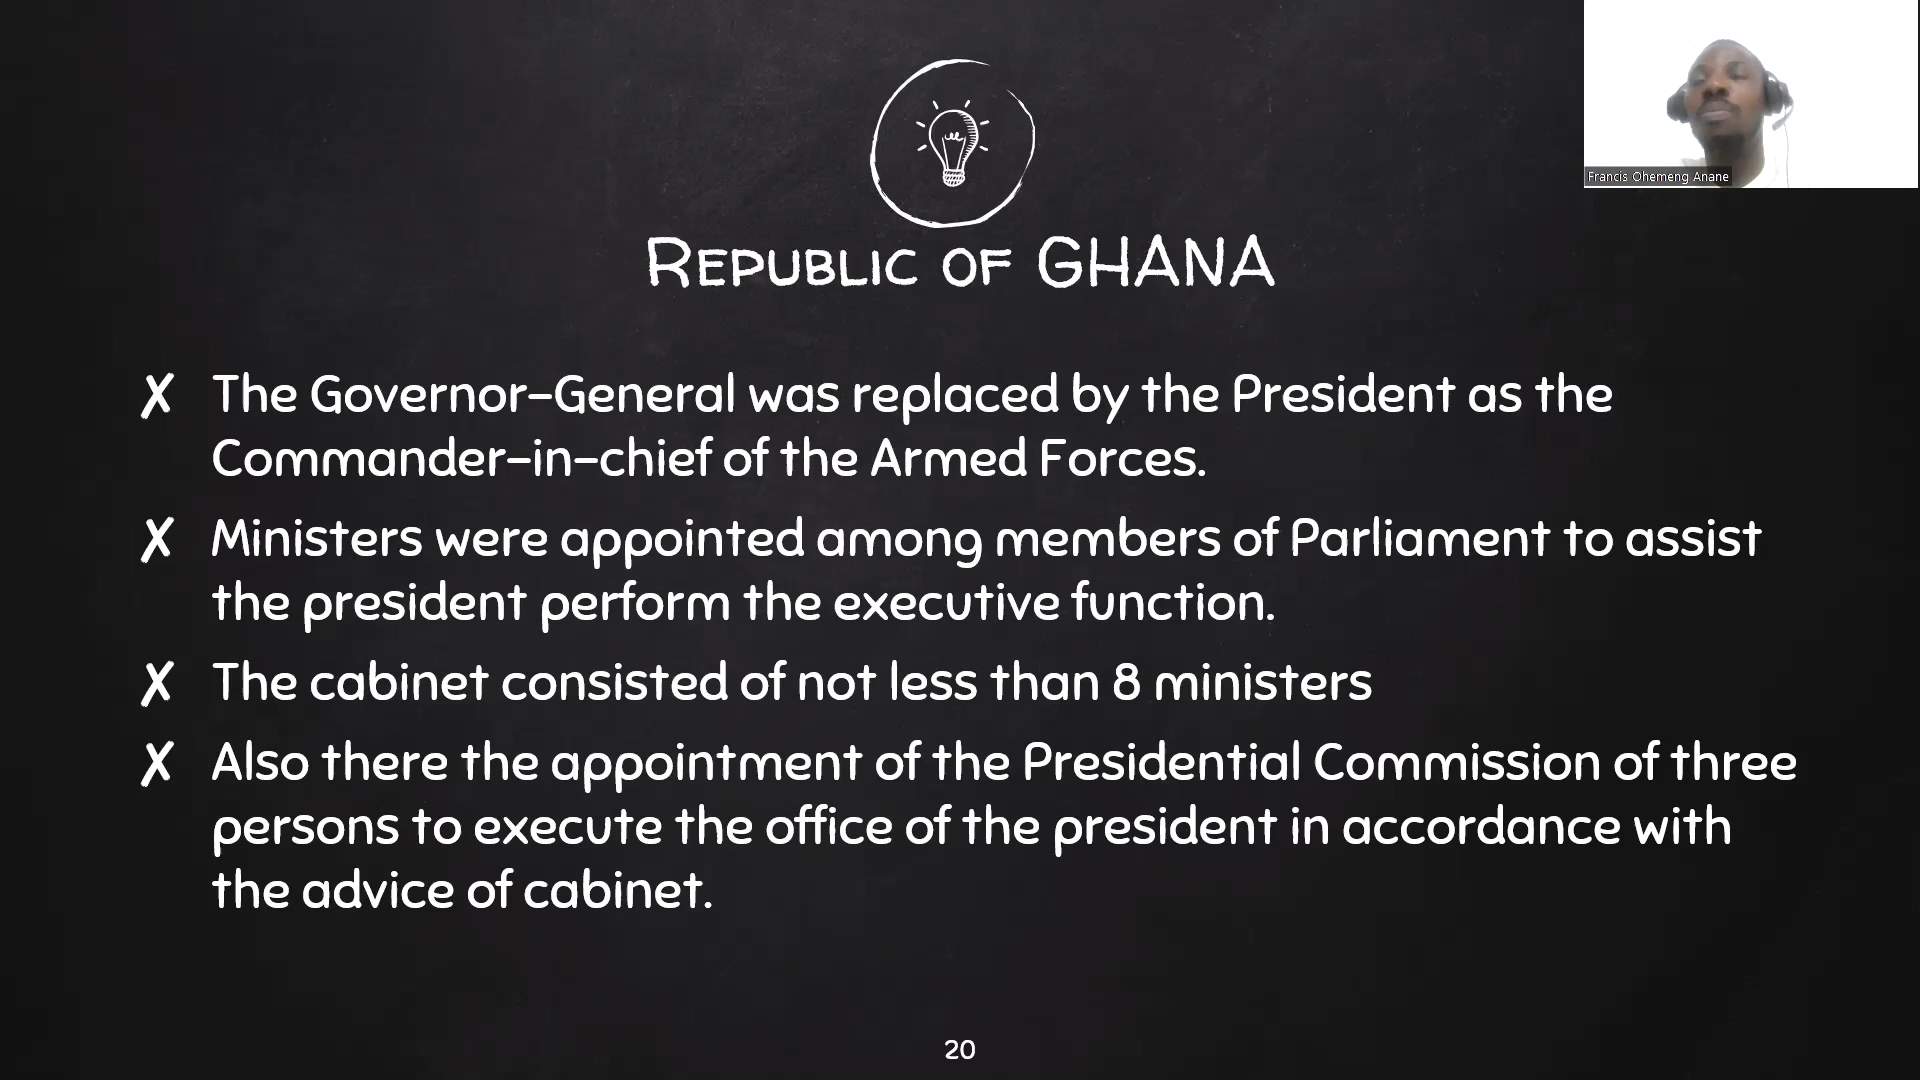 Francis Ohemeng Anane
Republic of GHANA
✗ The Governor-General was replaced by the President as the
Commander-in-chief of the Armed Forces.
✗ Ministers were appointed among members of Parliament to assist
the president perform the executive function.
✗ The cabinet consisted of not less than 8 ministers
✗ Also there the appointment of the Presidential Commission of three
persons to execute the office of the president in accordance with
the advice of cabinet.
20